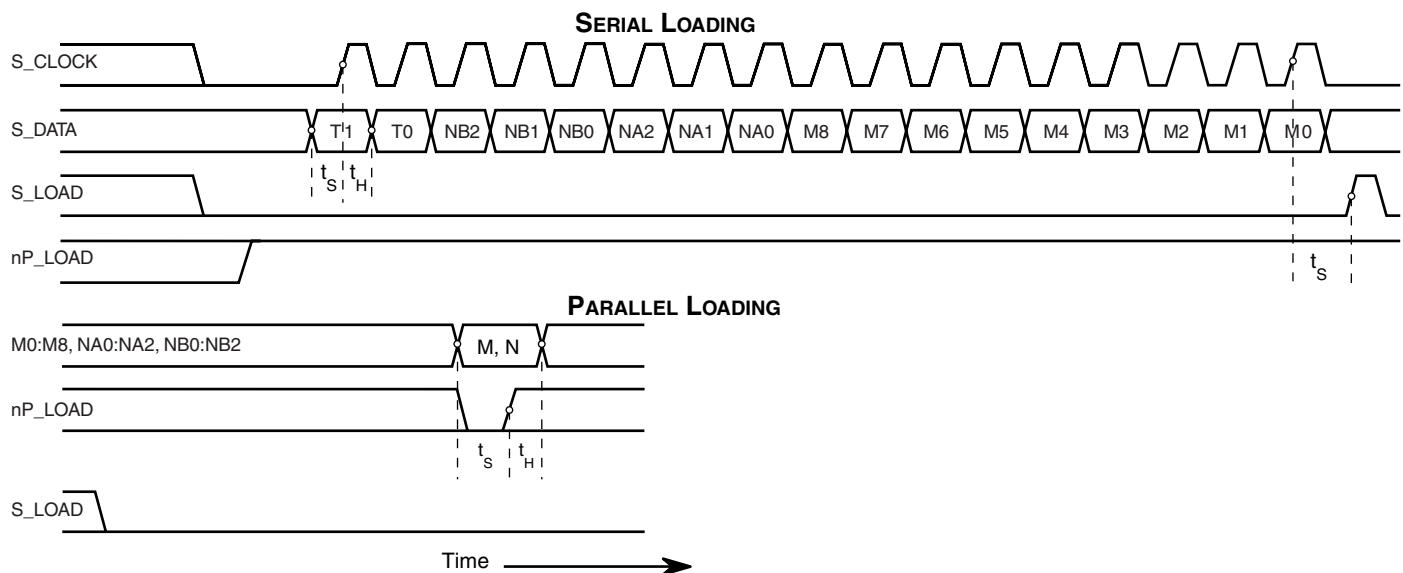 SERIAL LOADING
S_CLOCK
S_DATA T1 T0 NB2 NB1 NB0 NA2 NA1 NA0 M8 M7 M6 M5 M4 M3 M2 M1 M0
tS tH
S_LOAD
nP_LOAD
tS
PARALLEL LOADING
M0:M8, NA0:NA2, NB0:NB2 M, N
nP_LOAD
tS tH
S_LOAD
Time